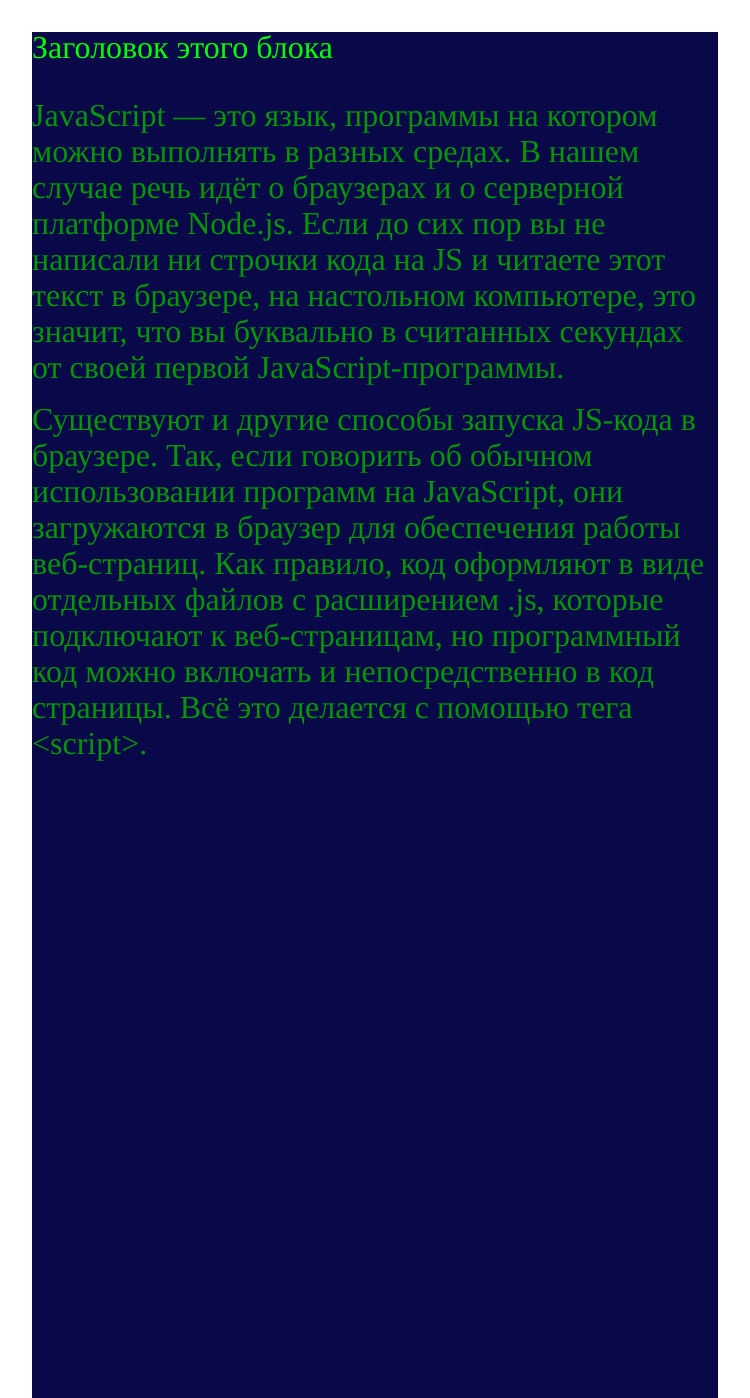 Заголовок этого блока
JavaScript — это язык, программы на котором
можно выполнять в разных средах. В нашем
случае речь идёт о браузерах и о серверной
платформе Node.js. Если до сих пор вы не
написали ни строчки кода на JS и читаете этот
текст в браузере, на настольном компьютере, это
значит, что вы буквально в считанных секундах
от своей первой JavaScript-программы.
Существуют и другие способы запуска JS-кода в
браузере. Так, если говорить об обычном
использовании программ на JavaScript, они
загружаются в браузер для обеспечения работы
веб-страниц. Как правило, код оформляют в виде
отдельных файлов с расширением .js, которые
подключают к веб-страницам, но программный
код можно включать и непосредственно в код
страницы. Всё это делается с помощью тега
<script>.